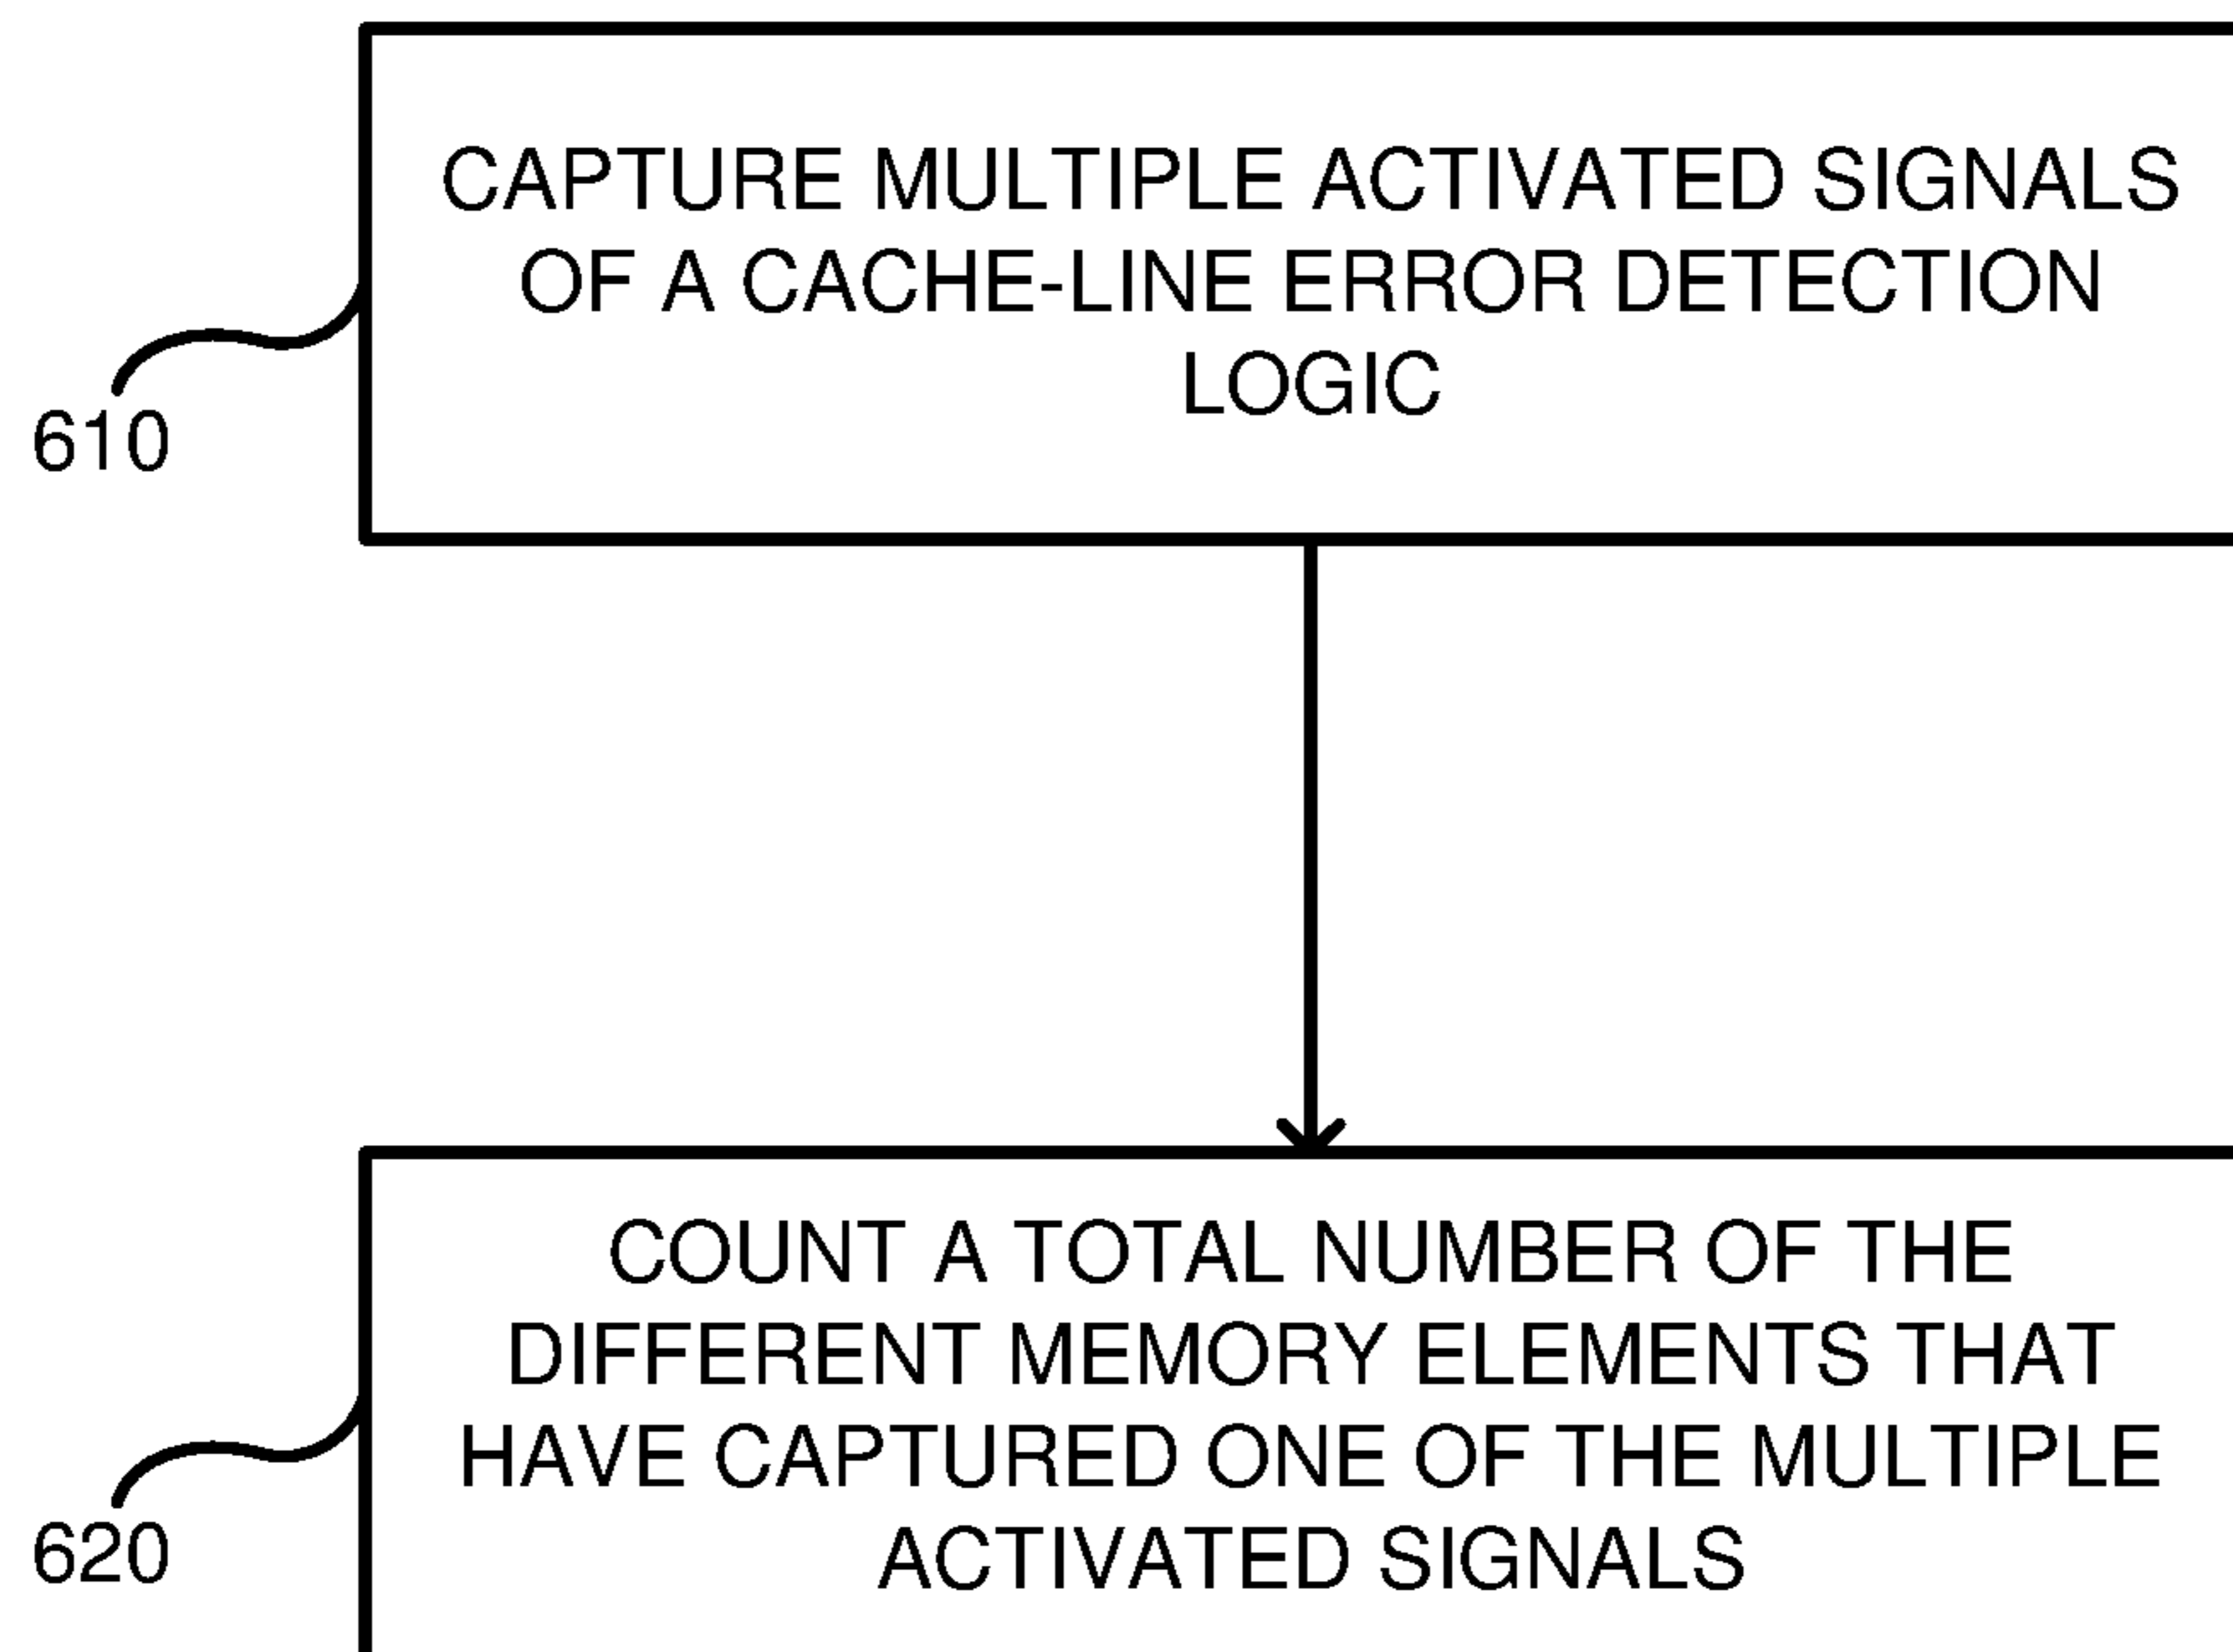 CAPTURE MULTIPLE ACTIVATED SIGNALS
OF A CACHE-LINE ERROR DETECTION
LOGIC
610
COUNT A TOTAL NUMBER OF THE
DIFFERENT MEMORY ELEMENTS THAT
HAVE CAPTURED ONE OF THE MULTIPLE
ACTIVATED SIGNALS
620